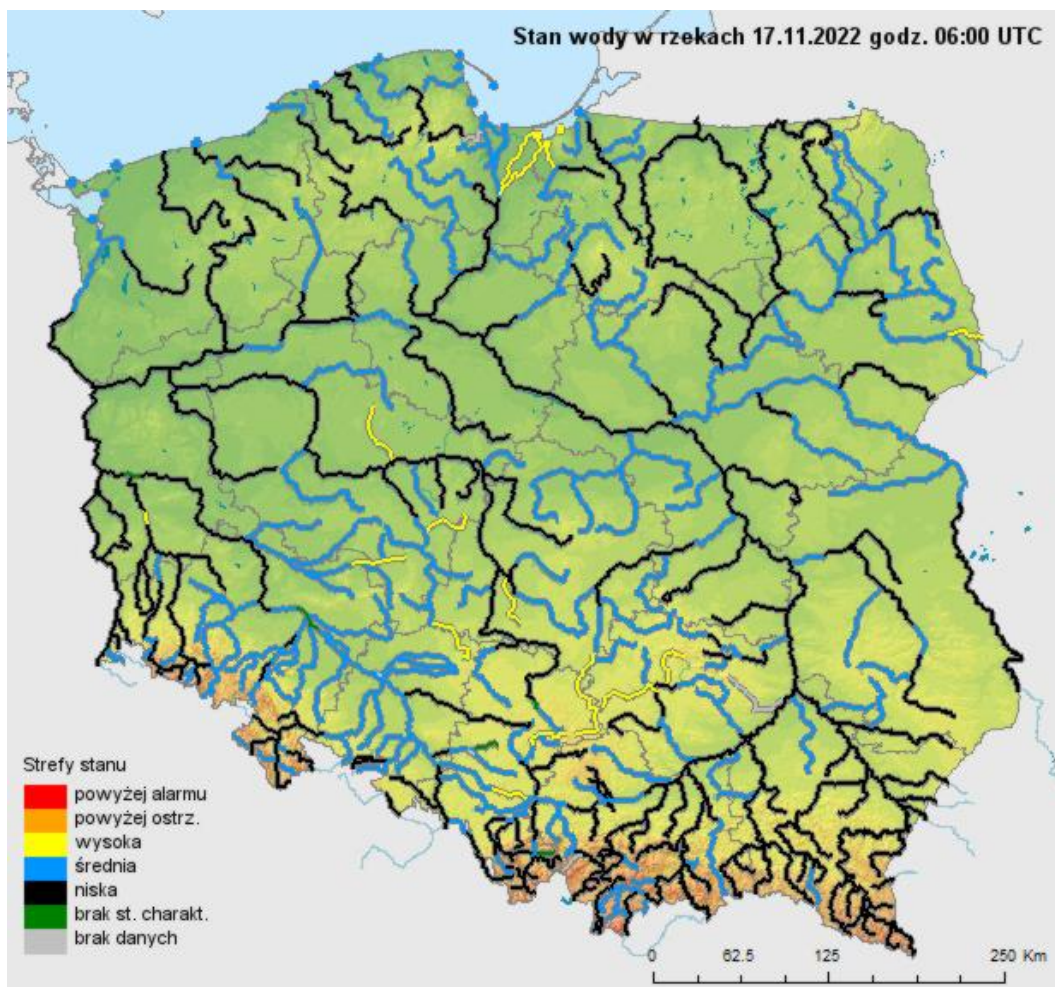 Stan wody w rzekach 17.11.2022 godz. 06:00 UTC
Strefy stanu
powyżej alarmu
powyżej ostrz.
wysoka
średnia
niska
brak st. charakt.
brak danych
0 62.5 125 250 Km